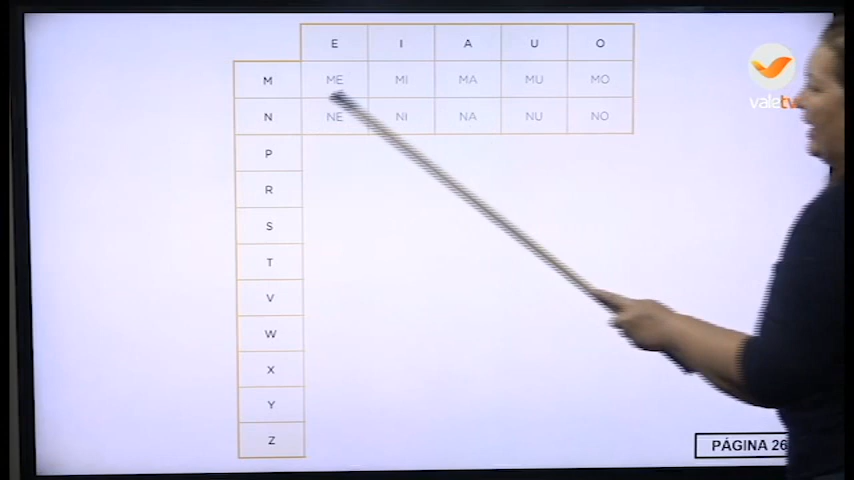 E I A U O
M ME MI MA MU MO
N NE NI NA NU NO
P
R
S
T
V
W
X
Y
Z
valetv
PÁGINA 26